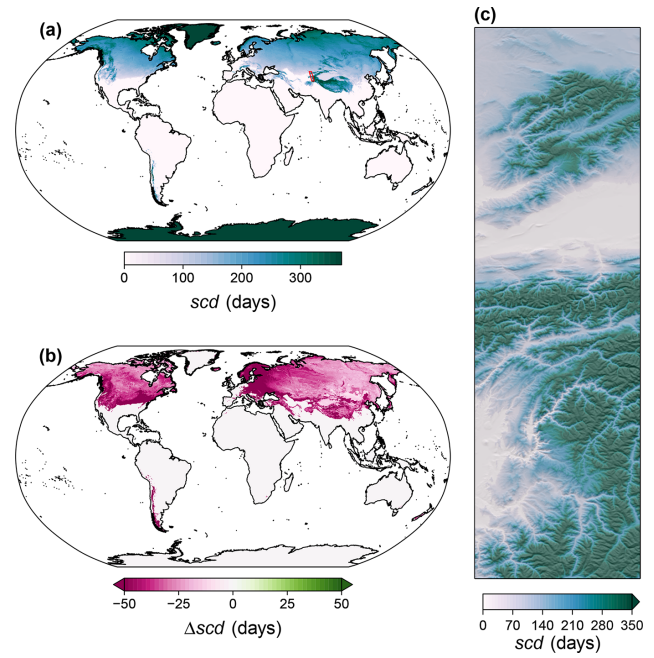 (a)
0 100 200 300
scd (days)
(b)
−50 −25 0 25 50
Δscd (days)
(c)
0 70 140 210 280 350
scd (days)